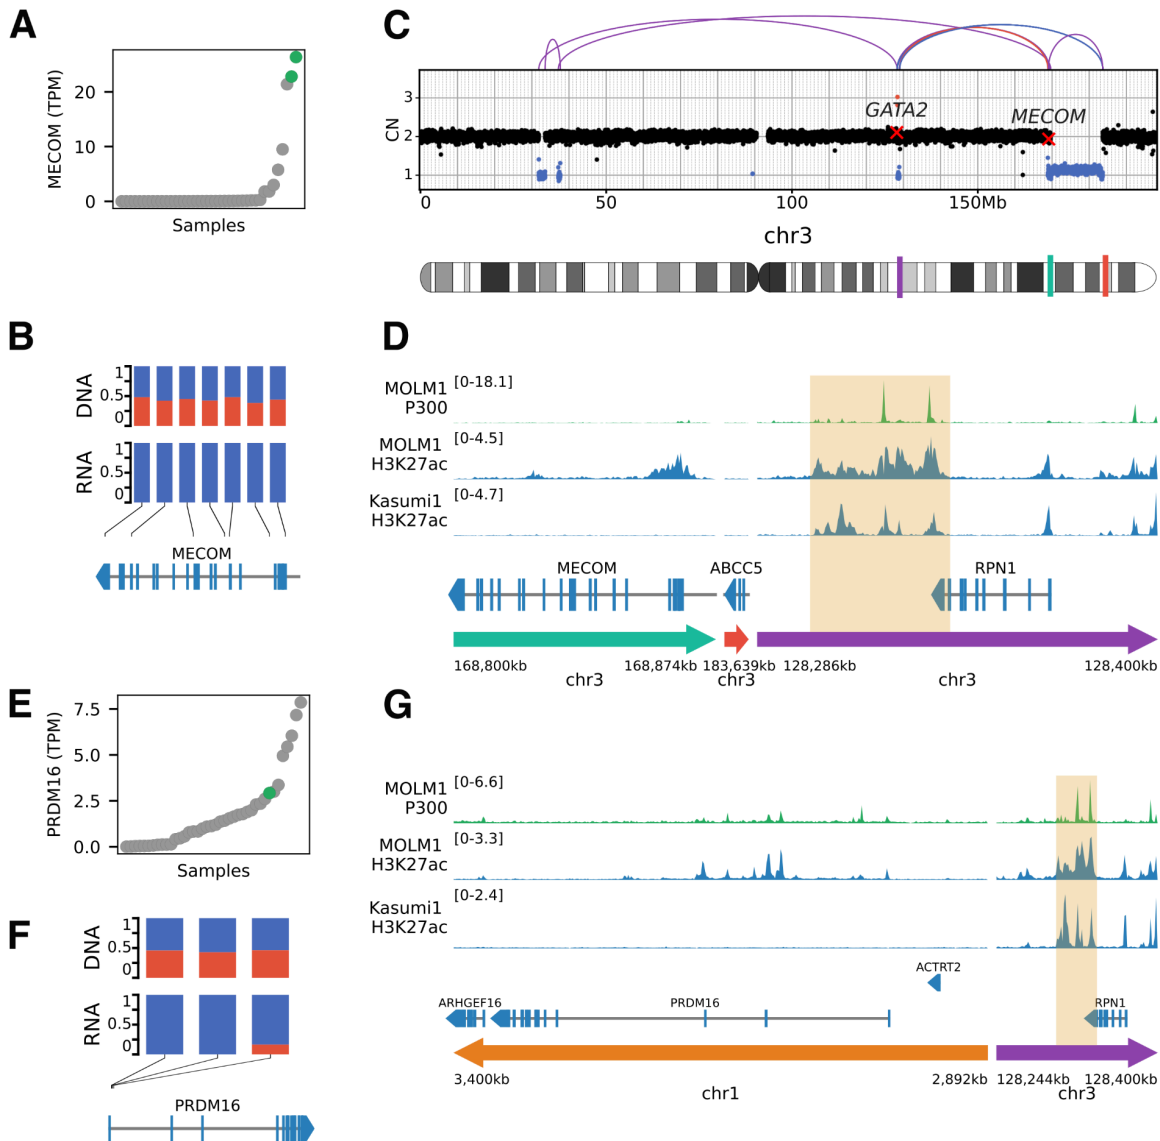 A
MECOM (TPM)
20
10
0
Samples
B
DNA
1
0.5
0
RNA
1
0.5
0
MECOM
C
CN
3
2
1
GATA2
MECOM
0
50
100
150Mb
chr3
D
MOLM1
P300
[0-18.1]
MOLM1
H3K27ac
[0-4.5]
Kasumi1
H3K27ac
[0-4.7]
MECOM
ABCC5
RPN1
168,800kb
168,874kb
183,639kb
128,286kb
128,400kb
chr3
chr3
chr3
E
PRDM16 (TPM)
7.5
5.0
2.5
0.0
Samples
F
DNA
1
0.5
0
RNA
1
0.5
0
PRDM16
G
MOLM1
P300
[0-6.6]
MOLM1
H3K27ac
[0-3.3]
Kasumi1
H3K27ac
[0-2.4]
ACTRT2
ARHGEF16
PRDM16
RPN1
3,400kb
2,892kb
128,244kb
128,400kb
chr1
chr3